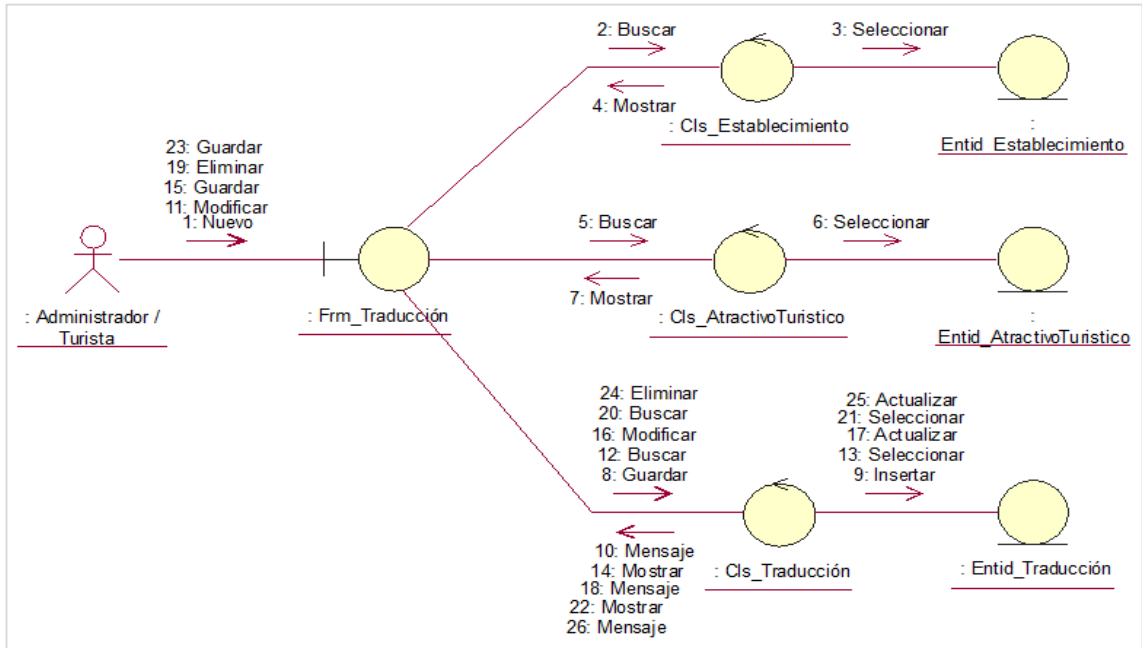 2: Buscar
3: Seleccionar
4: Mostrar
: Cls_Establecimiento
:
Entid_Establecimiento
23: Guardar
19: Eliminar
15: Guardar
11: Modificar
1: Nuevo
5: Buscar
6: Seleccionar
7: Mostrar
: Administrador /
Turista
: Frm_Traducción
: Cls_AtractivoTuristico
:
Entid_AtractivoTuristico
24: Eliminar
20: Buscar
16: Modificar
12: Buscar
8: Guardar
25: Actualizar
21: Seleccionar
17: Actualizar
13: Seleccionar
9: Insertar
10: Mensaje
14: Mostrar
18: Mensaje
22: Mostrar
26: Mensaje
: Cls_Traducción
: Entid_Traducción